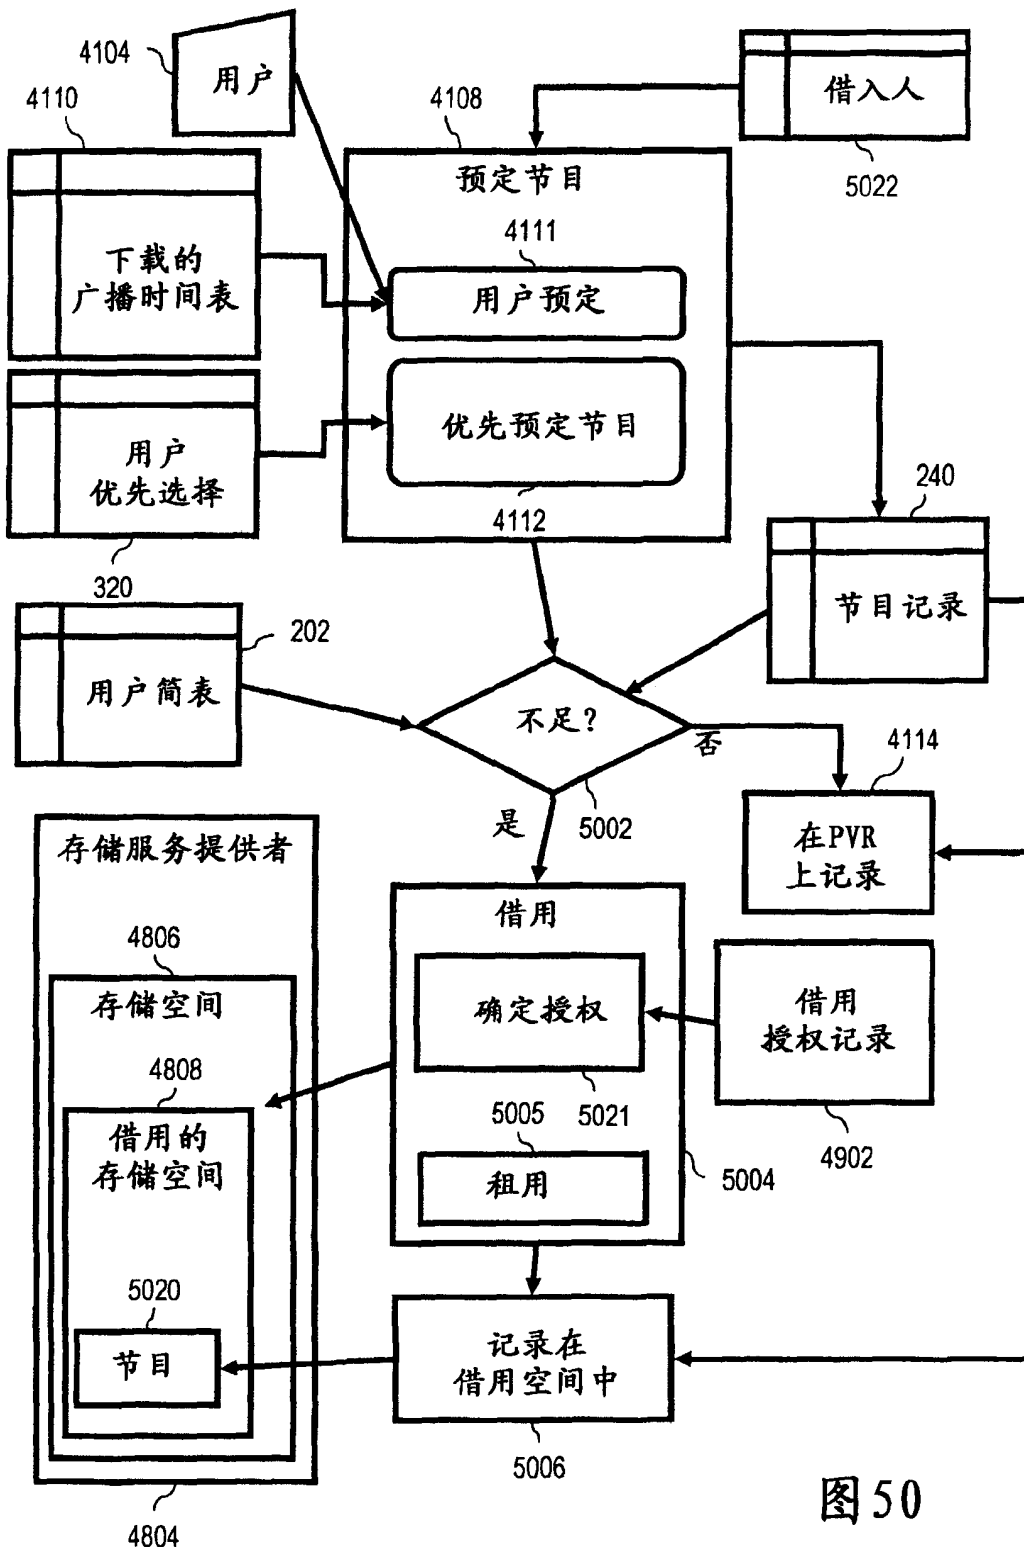 4104
用户
4110
下载的
广播时间表
用户
优先选择
320
4108
预定节目
4111
用户预定
优先预定节目
4112
借入人
5022
240
节目记录
202
用户简表
不足?
否
是
5002
4114
在PVR
上记录
存储服务提供者
4806
存储空间
4808
借用的
存储空间
5020
节目
4804
借用
确定授权
5021
5005
租用
5004
借用
授权记录
4902
记录在
借用空间中
5006
图50